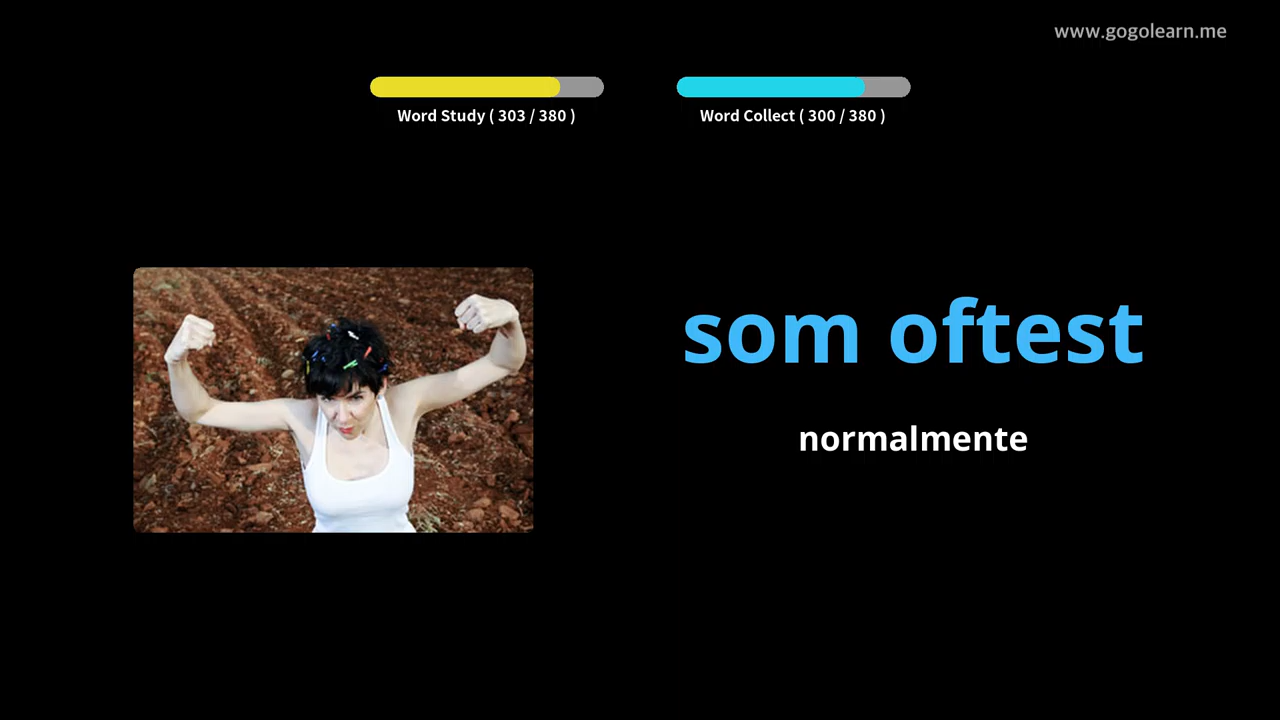 www.gogolearn.me
Word Study ( 303 / 380 )
Word Collect ( 300 / 380 )
som oftest
normalmente